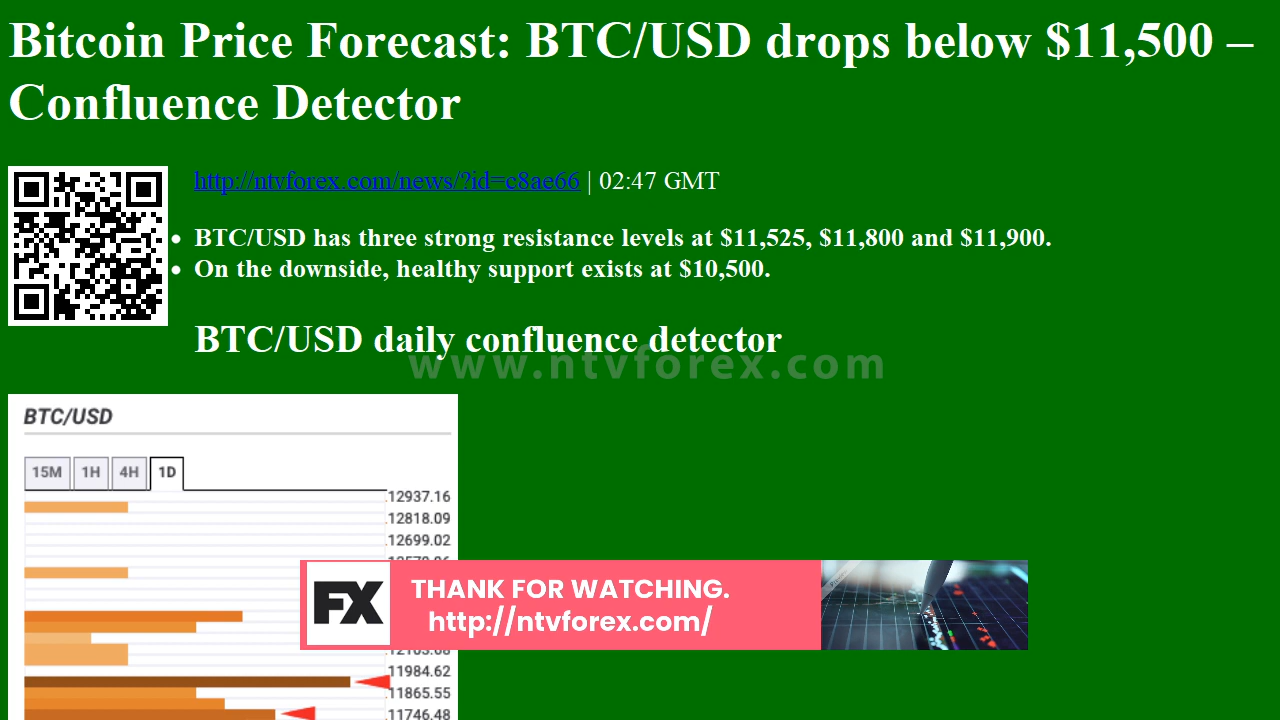 Bitcoin Price Forecast: BTC/USD drops below $11,500 –
Confluence Detector
http://ntvforex.com/news/?id=c8ae66 | 02:47 GMT
BTC/USD has three strong resistance levels at $11,525, $11,800 and $11,900.
On the downside, healthy support exists at $10,500.
BTC/USD daily confluence detector
www.ntvforex.com
BTC/USD
15M 1H 4H 1D
12937.16
12818.09
12699.02
FX
THANK FOR WATCHING.
http://ntvforex.com/
11984.62
11865.55
11746.48